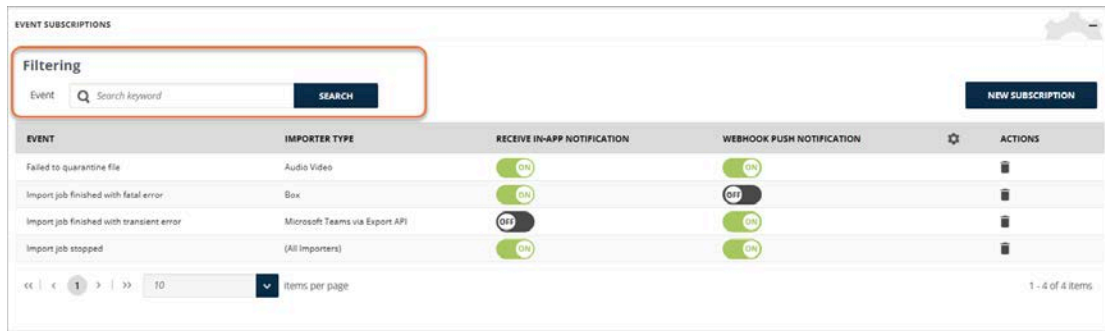 EVENT SUBSCRIPTIONS
Filtering
Event Search keyword SEARCH
NEW SUBSCRIPTION
EVENT IMPORTER TYPE RECEIVE IN-APP NOTIFICATION WEBHOOK PUSH NOTIFICATION ACTIONS
Failed to quarantine file Audio Video ON ON
Import job finished with fatal error Box ON OFF
Import job finished with transient error Microsoft Teams via Export API OFF ON
Import job stopped (All Importers) ON ON
<< | < 1 > | >> 10 items per page 1 - 4 of 4 items